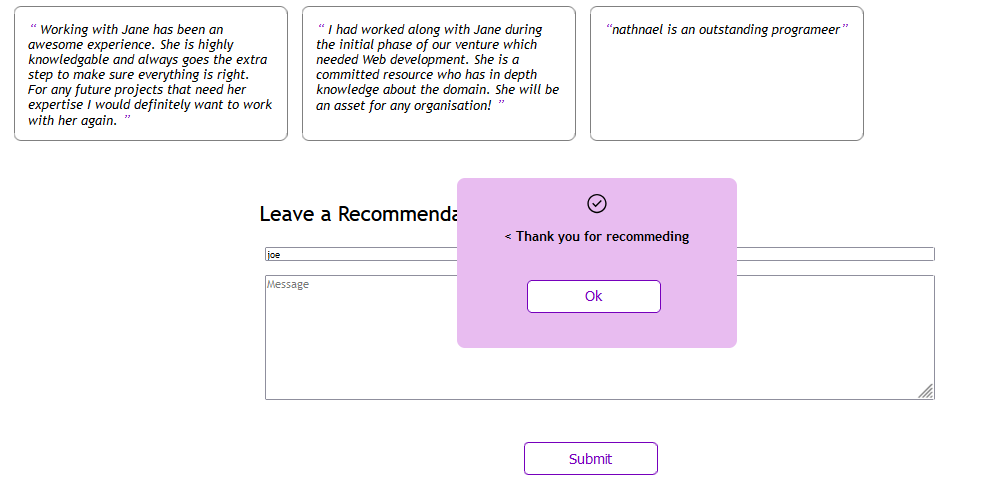 “ Working with Jane has been an
awesome experience. She is highly
knowledgable and always goes the extra
step to make sure everything is right.
For any future projects that need her
expertise I would definitely want to work
with her again. ”
“ I had worked along with Jane during
the initial phase of our venture which
needed Web development. She is a
committed resource who has in depth
knowledge about the domain. She will be
an asset for any organisation! ”
“nathnael is an outstanding programeer”
Leave a Recommenda
< Thank you for recommeding
joe
Message
Ok
Submit